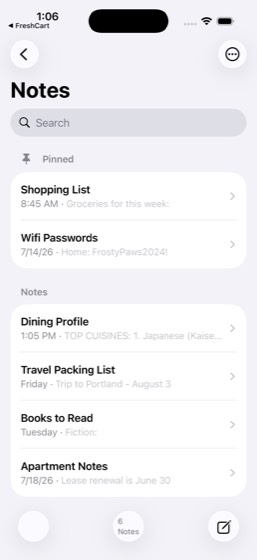 1:06
◀ FreshCart
Notes
Search
Pinned
Shopping List
8:45 AM · Groceries for this week:
Wifi Passwords
7/14/26 · Home: FrostyPaws2024!
Notes
Dining Profile
1:05 PM · TOP CUISINES: 1. Japanese (Kaise...
Travel Packing List
Friday · Trip to Portland - August 3
Books to Read
Tuesday · Fiction:
Apartment Notes
7/18/26 · Lease renewal is June 30
6
Notes